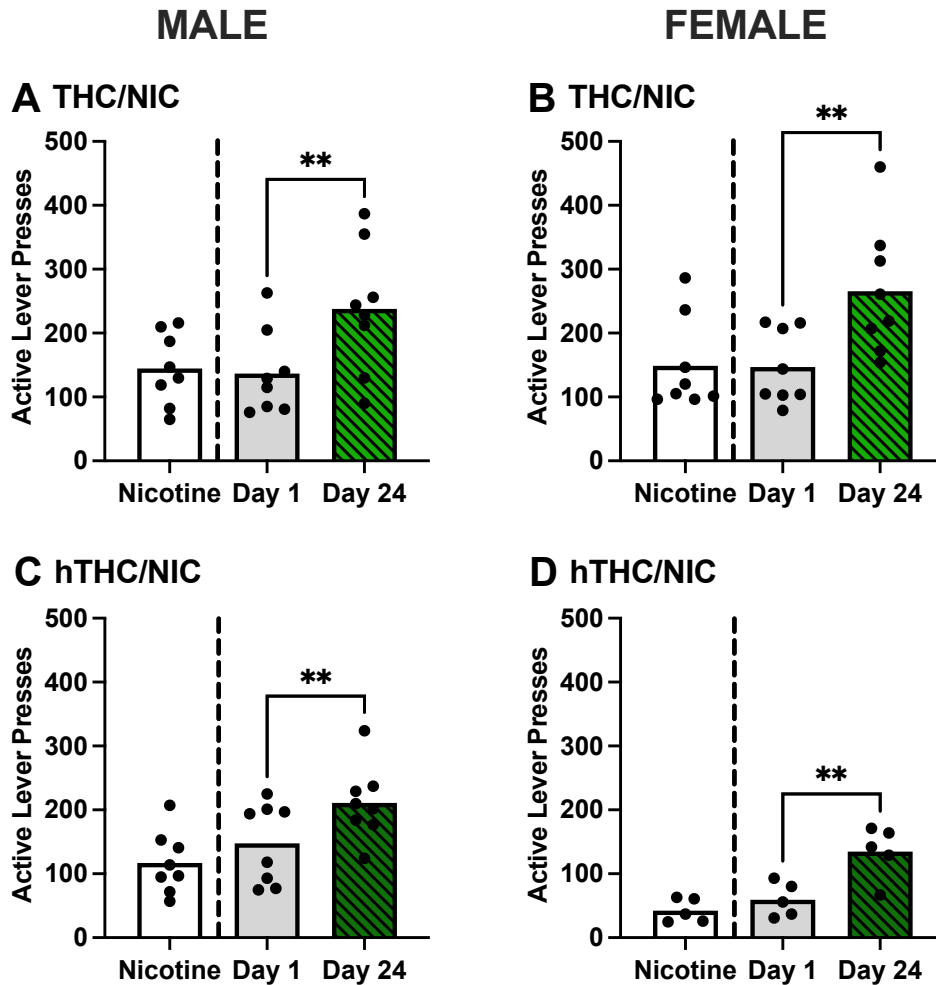 MALE
FEMALE
A THC/NIC
B THC/NIC
Active Lever Presses
500
400
300
200
100
0
**
Nicotine Day 1 Day 24
Active Lever Presses
500
400
300
200
100
0
**
Nicotine Day 1 Day 24
C hTHC/NIC
D hTHC/NIC
Active Lever Presses
500
400
300
200
100
0
**
Nicotine Day 1 Day 24
Active Lever Presses
500
400
300
200
100
0
**
Nicotine Day 1 Day 24